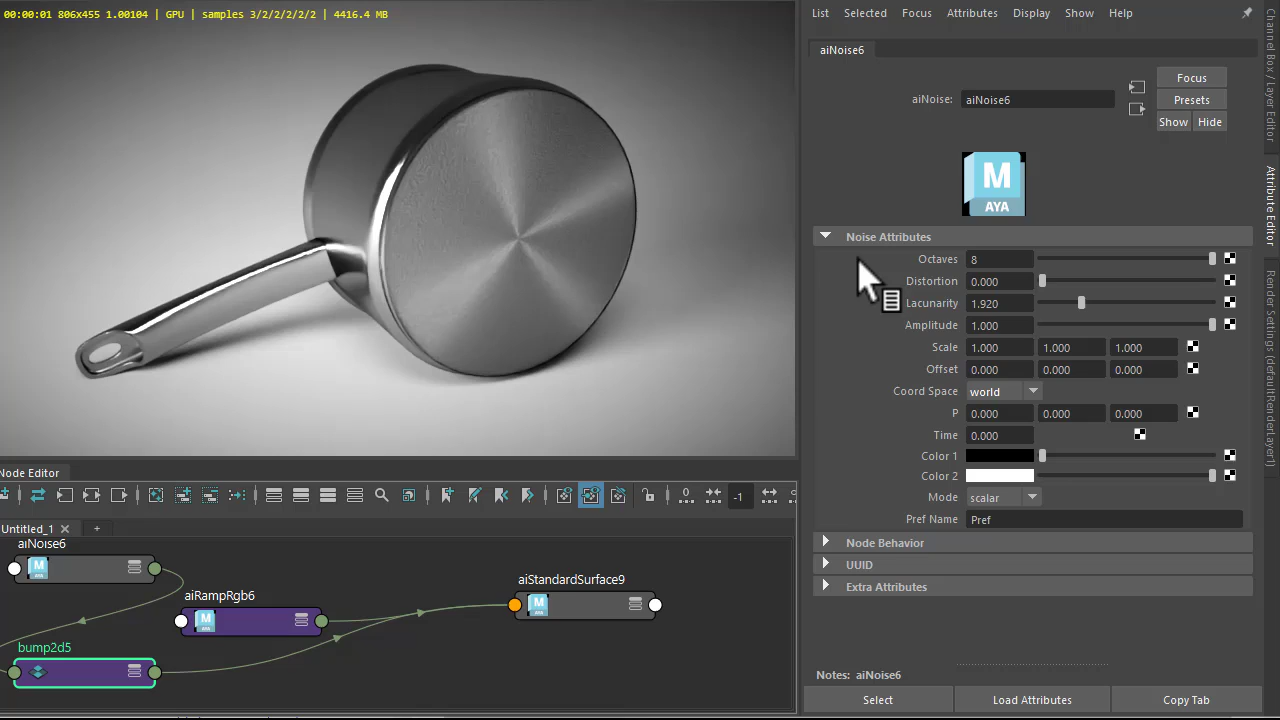 00:00:01 806x455 1.00104 | GPU | samples 3/2/2/2/2/2 | 4416.4 MB
List Selected Focus Attributes Display Show Help
aiNoise6
aiNoise: aiNoise6
Focus
Presets
Show Hide
M
AYA
Noise Attributes
Octaves 8
Distortion 0.000
Lacunarity 1.920
Amplitude 1.000
Scale 1.000 1.000 1.000
Offset 0.000 0.000 0.000
Coord Space world
P 0.000 0.000 0.000
Time 0.000
Color 1
Color 2
Mode scalar
Pref Name Pref
Node Behavior
UUID
Extra Attributes
Notes: aiNoise6
Select Load Attributes Copy Tab
Channel Box / Layer Editor
Attribute Editor
Render Settings (defaultRenderLayer1)
Node Editor
-1
Untitled_1
aiNoise6
aiRampRgb6
bump2d5
aiStandardSurface9